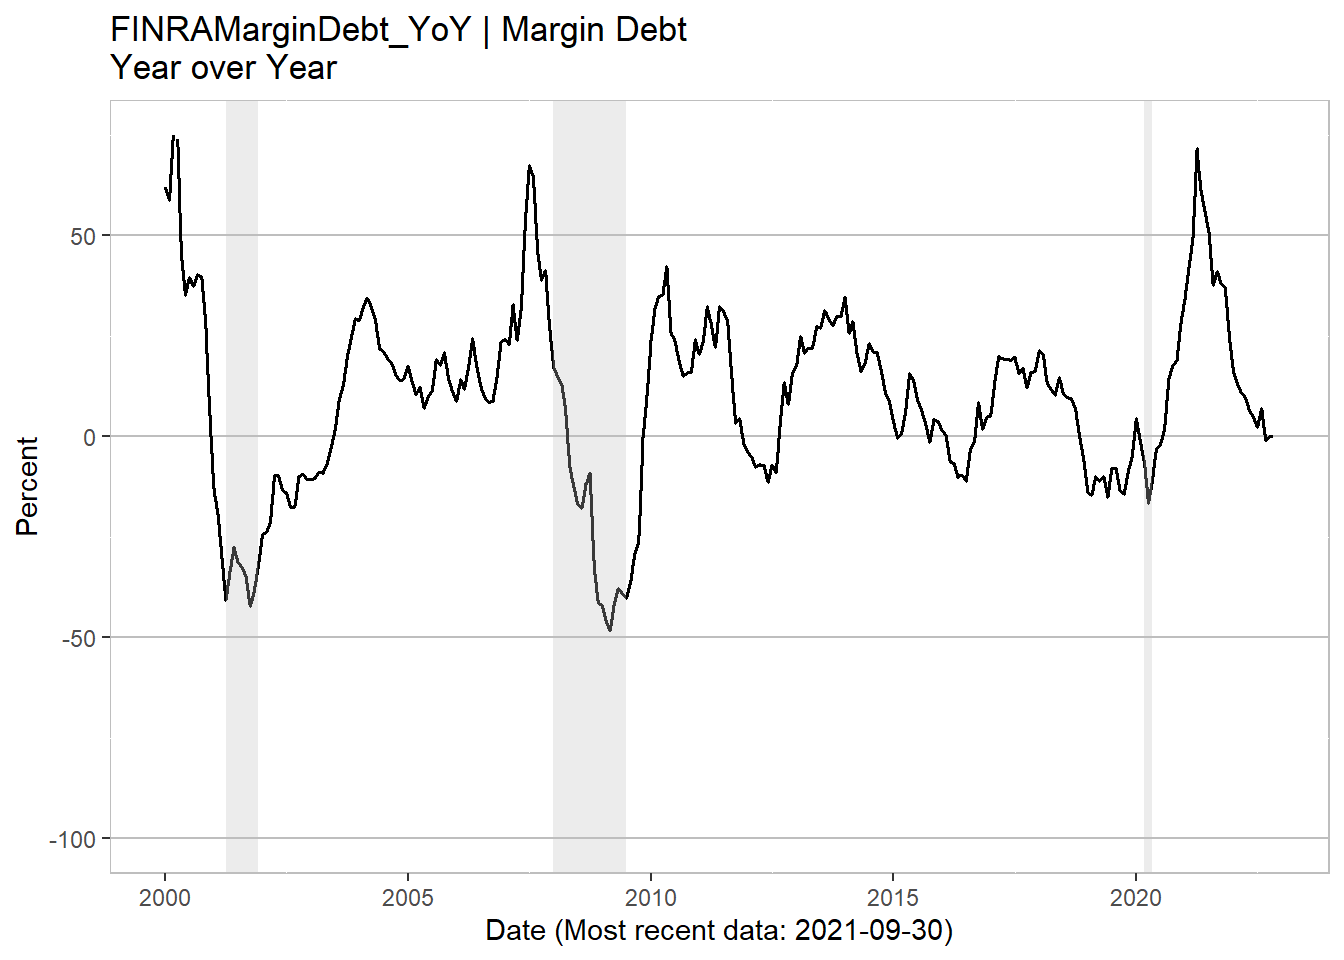 FINRAMarginDebt_YoY | Margin Debt
Year over Year
Percent
50
0
-50
-100
2000 2005 2010 2015 2020
Date (Most recent data: 2021-09-30)